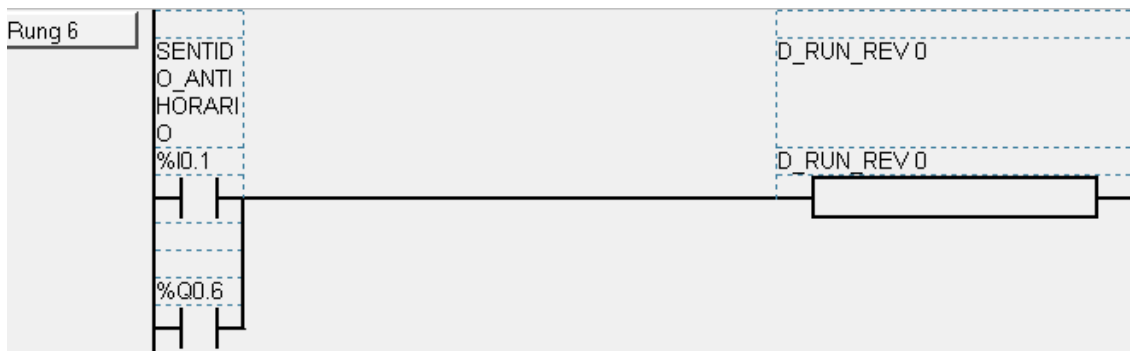 Rung 6
SENTID
O_ANTI
HORARI
O
%I0.1
D_RUN_REV 0
D_RUN_REV 0
%Q0.6